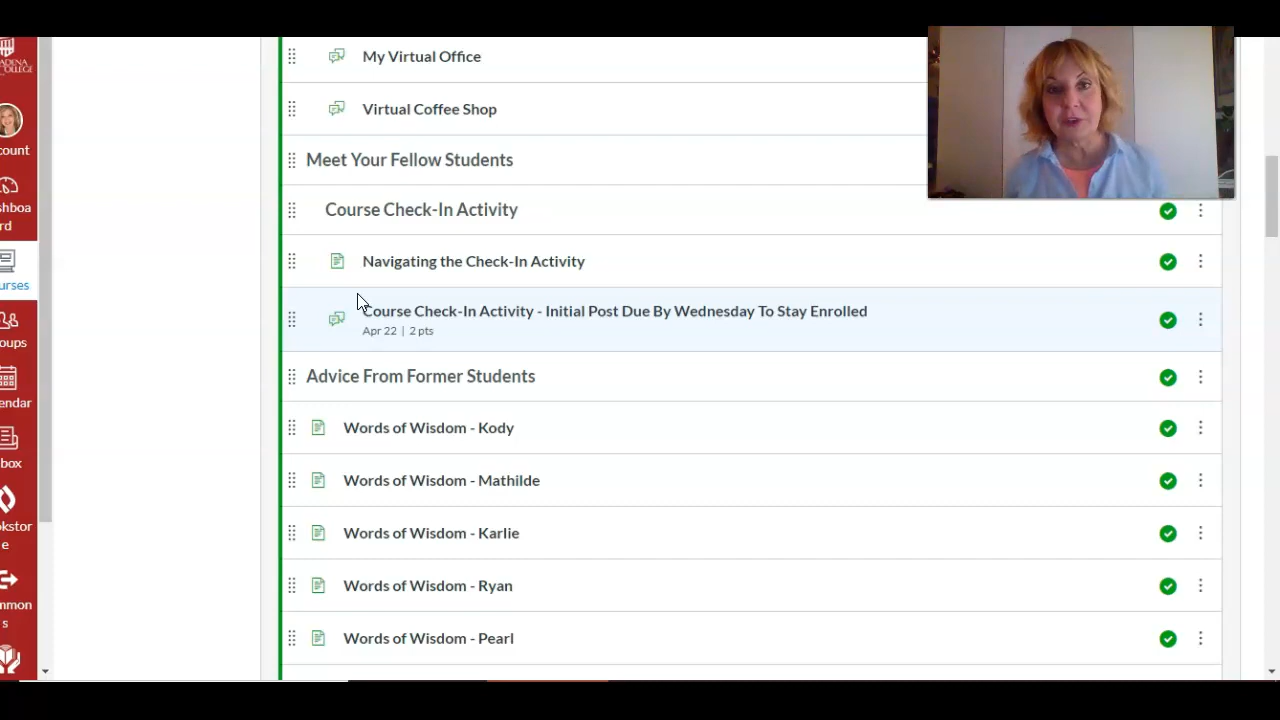 ADENA
COLLEGE
count
shboa
rd
urses
oups
endar
box
okstor
e
mmon
s
My Virtual Office
Virtual Coffee Shop
Meet Your Fellow Students
Course Check-In Activity
Navigating the Check-In Activity
Course Check-In Activity - Initial Post Due By Wednesday To Stay Enrolled
Apr 22 | 2 pts
Advice From Former Students
Words of Wisdom - Kody
Words of Wisdom - Mathilde
Words of Wisdom - Karlie
Words of Wisdom - Ryan
Words of Wisdom - Pearl